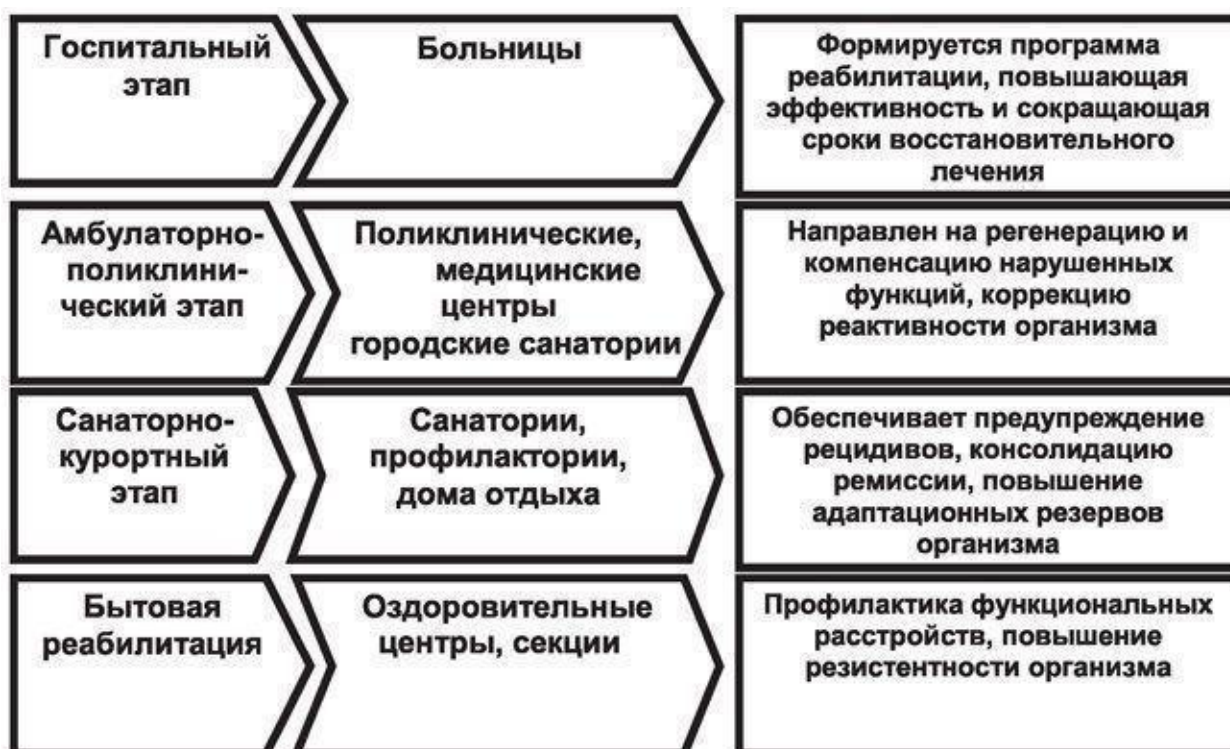 Госпитальный
этап
Больницы
Формируется программа
реабилитации, повышающая
эффективность и сокращающая
сроки восстановительного
лечения
Амбулаторно-
поликлини-
ческий этап
Поликлинические,
медицинские
центры
городские санатории
Направлен на регенерацию и
компенсацию нарушенных
функций, коррекцию
реактивности организма
Санаторно-
курортный
этап
Санатории,
профилактории,
дома отдыха
Обеспечивает предупреждение
рецидивов, консолидацию
ремиссии, повышение
адаптационных резервов
организма
Бытовая
реабилитация
Оздоровительные
центры, секции
Профилактика функциональных
расстройств, повышение
резистентности организма